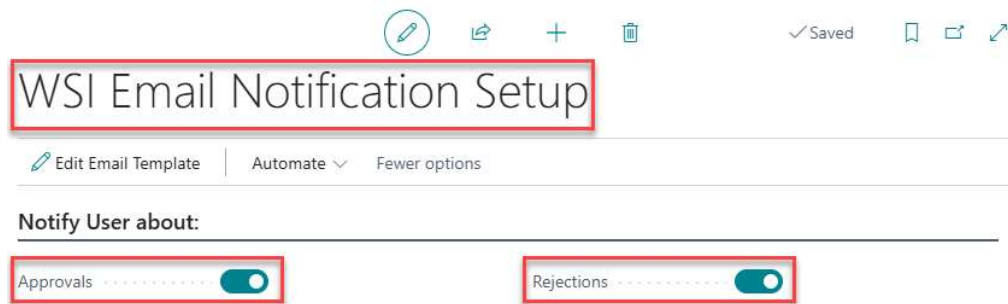 Saved
WSI Email Notification Setup
Edit Email Template Automate Fewer options
Notify User about:
Approvals Rejections